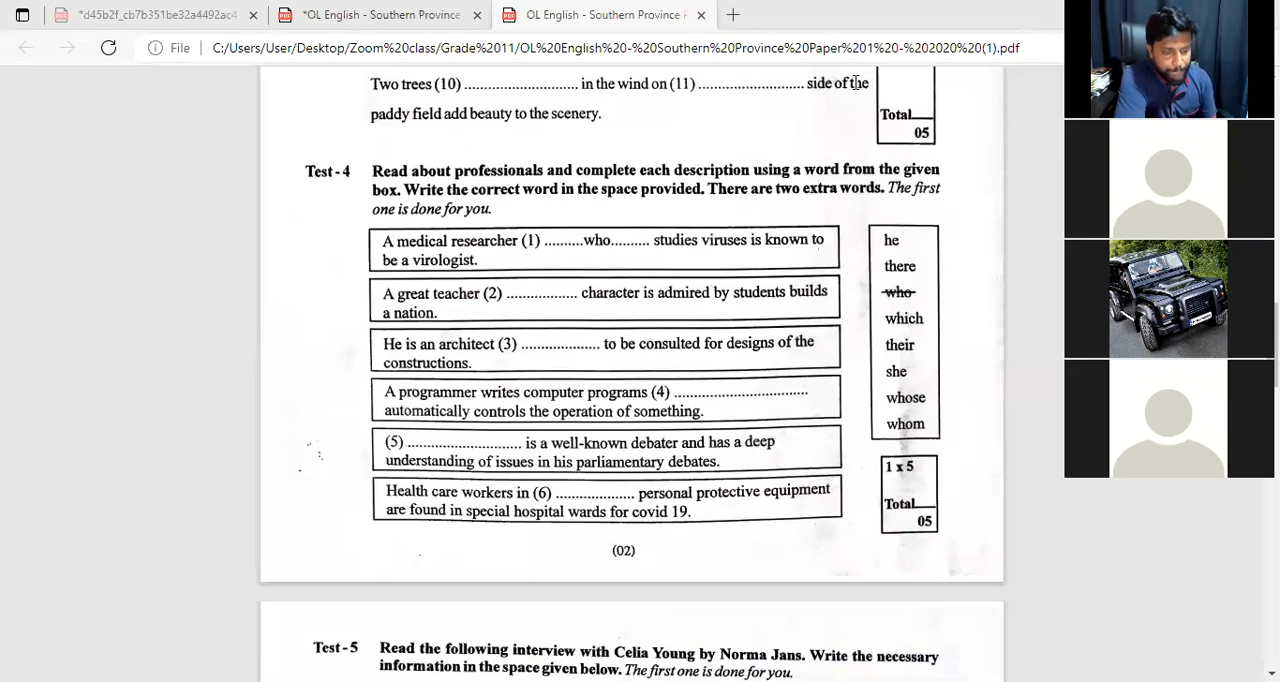 *d45b2f_cb7b351be32a4492ac4
*OL English - Southern Province
OL English - Southern Province P
File
C:/Users/User/Desktop/Zoom%20class/Grade%2011/OL%20English%20-%20Southern%20Province%20Paper%201%20-%202020%20(1).pdf
Two trees (10) .............................. in the wind on (11) ........................... side of the
paddy field add beauty to the scenery.
Total
05
Test - 4 Read about professionals and complete each description using a word from the given
box. Write the correct word in the space provided. There are two extra words. The first
one is done for you.
A medical researcher (1) ..........who.......... studies viruses is known to
be a virologist.
A great teacher (2) .................. character is admired by students builds
a nation.
He is an architect (3) .................... to be consulted for designs of the
constructions.
A programmer writes computer programs (4) ..................................
automatically controls the operation of something.
(5) ............................. is a well-known debater and has a deep
understanding of issues in his parliamentary debates.
Health care workers in (6) .................... personal protective equipment
are found in special hospital wards for covid 19.
he
there
who
which
their
she
whose
whom
1 x 5
Total
05
(02)
Test - 5 Read the following interview with Celia Young by Norma Jans. Write the necessary
information in the space given below. The first one is done for you.